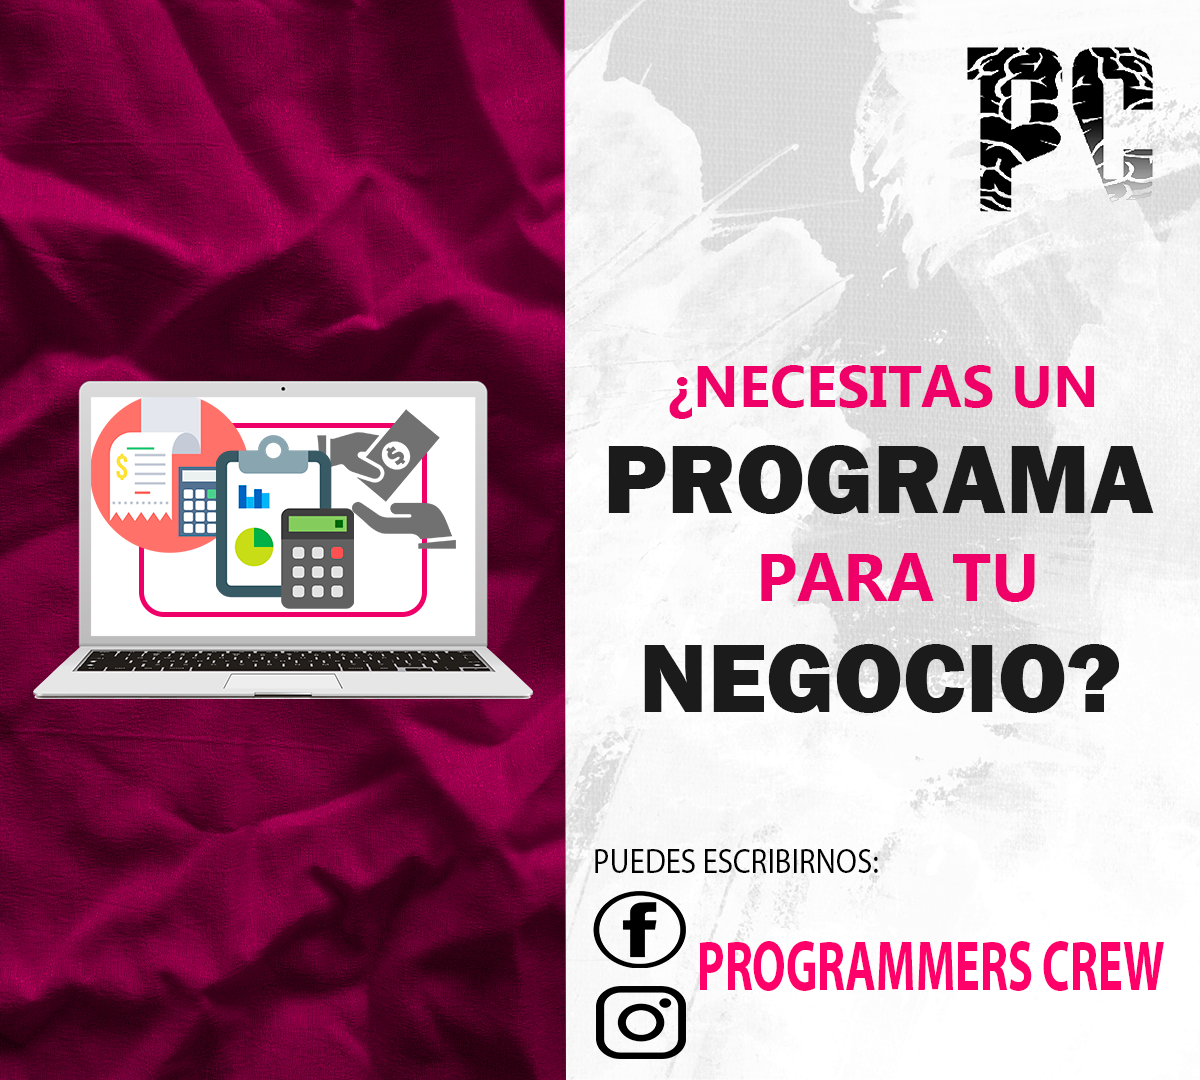 PC
¿NECESITAS UN
PROGRAMA
PARA TU
NEGOCIO?
PUEDES ESCRIBIRNOS:
PROGRAMMERS CREW